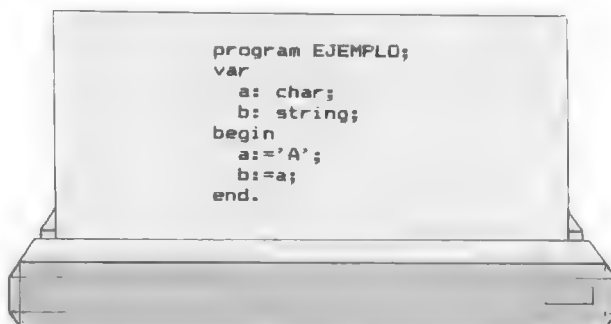 program EJEMPLO;
var
a: char;
b: string;
begin
a:='A';
b:=a;
end.